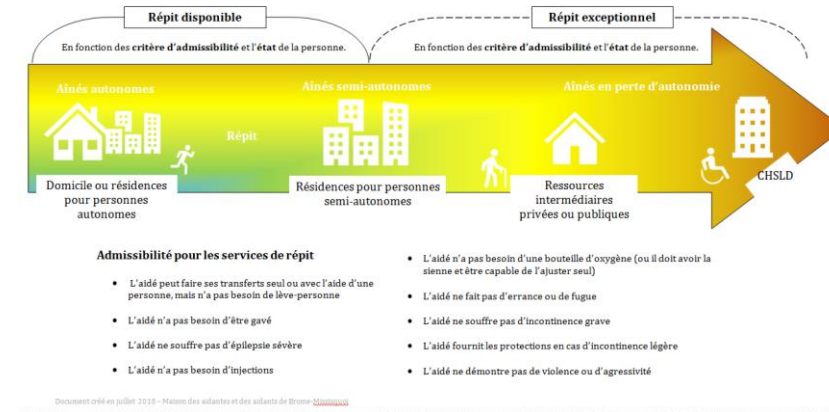 Répit disponible
Répit exceptionnel
En fonction des critère d'admissibilité et l'état de la personne.
En fonction des critère d'admissibilité et l'état de la personne.
Aînés autonomes
Aînés semi-autonomes
Aînés en perte d'autonomie
Répit
CHSLD
Domicile ou résidences
pour personnes
autonomes
Résidences pour personnes
semi-autonomes
Ressources
intermédiaires
privées ou publiques
Admissibilité pour les services de répit
• L'aidé peut faire ses transferts seul ou avec l'aide d'une
personne, mais n'a pas besoin de lève-personne
• L'aidé n'a pas besoin d'être gavé
• L'aidé ne souffre pas d'épilepsie sévère
• L'aidé n'a pas besoin d'injections
• L'aidé n'a pas besoin d'une bouteille d'oxygène (ou il doit avoir la
sienne et être capable de l'ajuster seul)
• L'aidé ne fait pas d'errance ou de fugue
• L'aidé ne souffre pas d'incontinence grave
• L'aidé fournit les protections en cas d'incontinence légère
• L'aidé ne démontre pas de violence ou d'agressivité
Document créé en juillet 2018 – Maison des aidantes et des aidants de Brome-Missisquoi